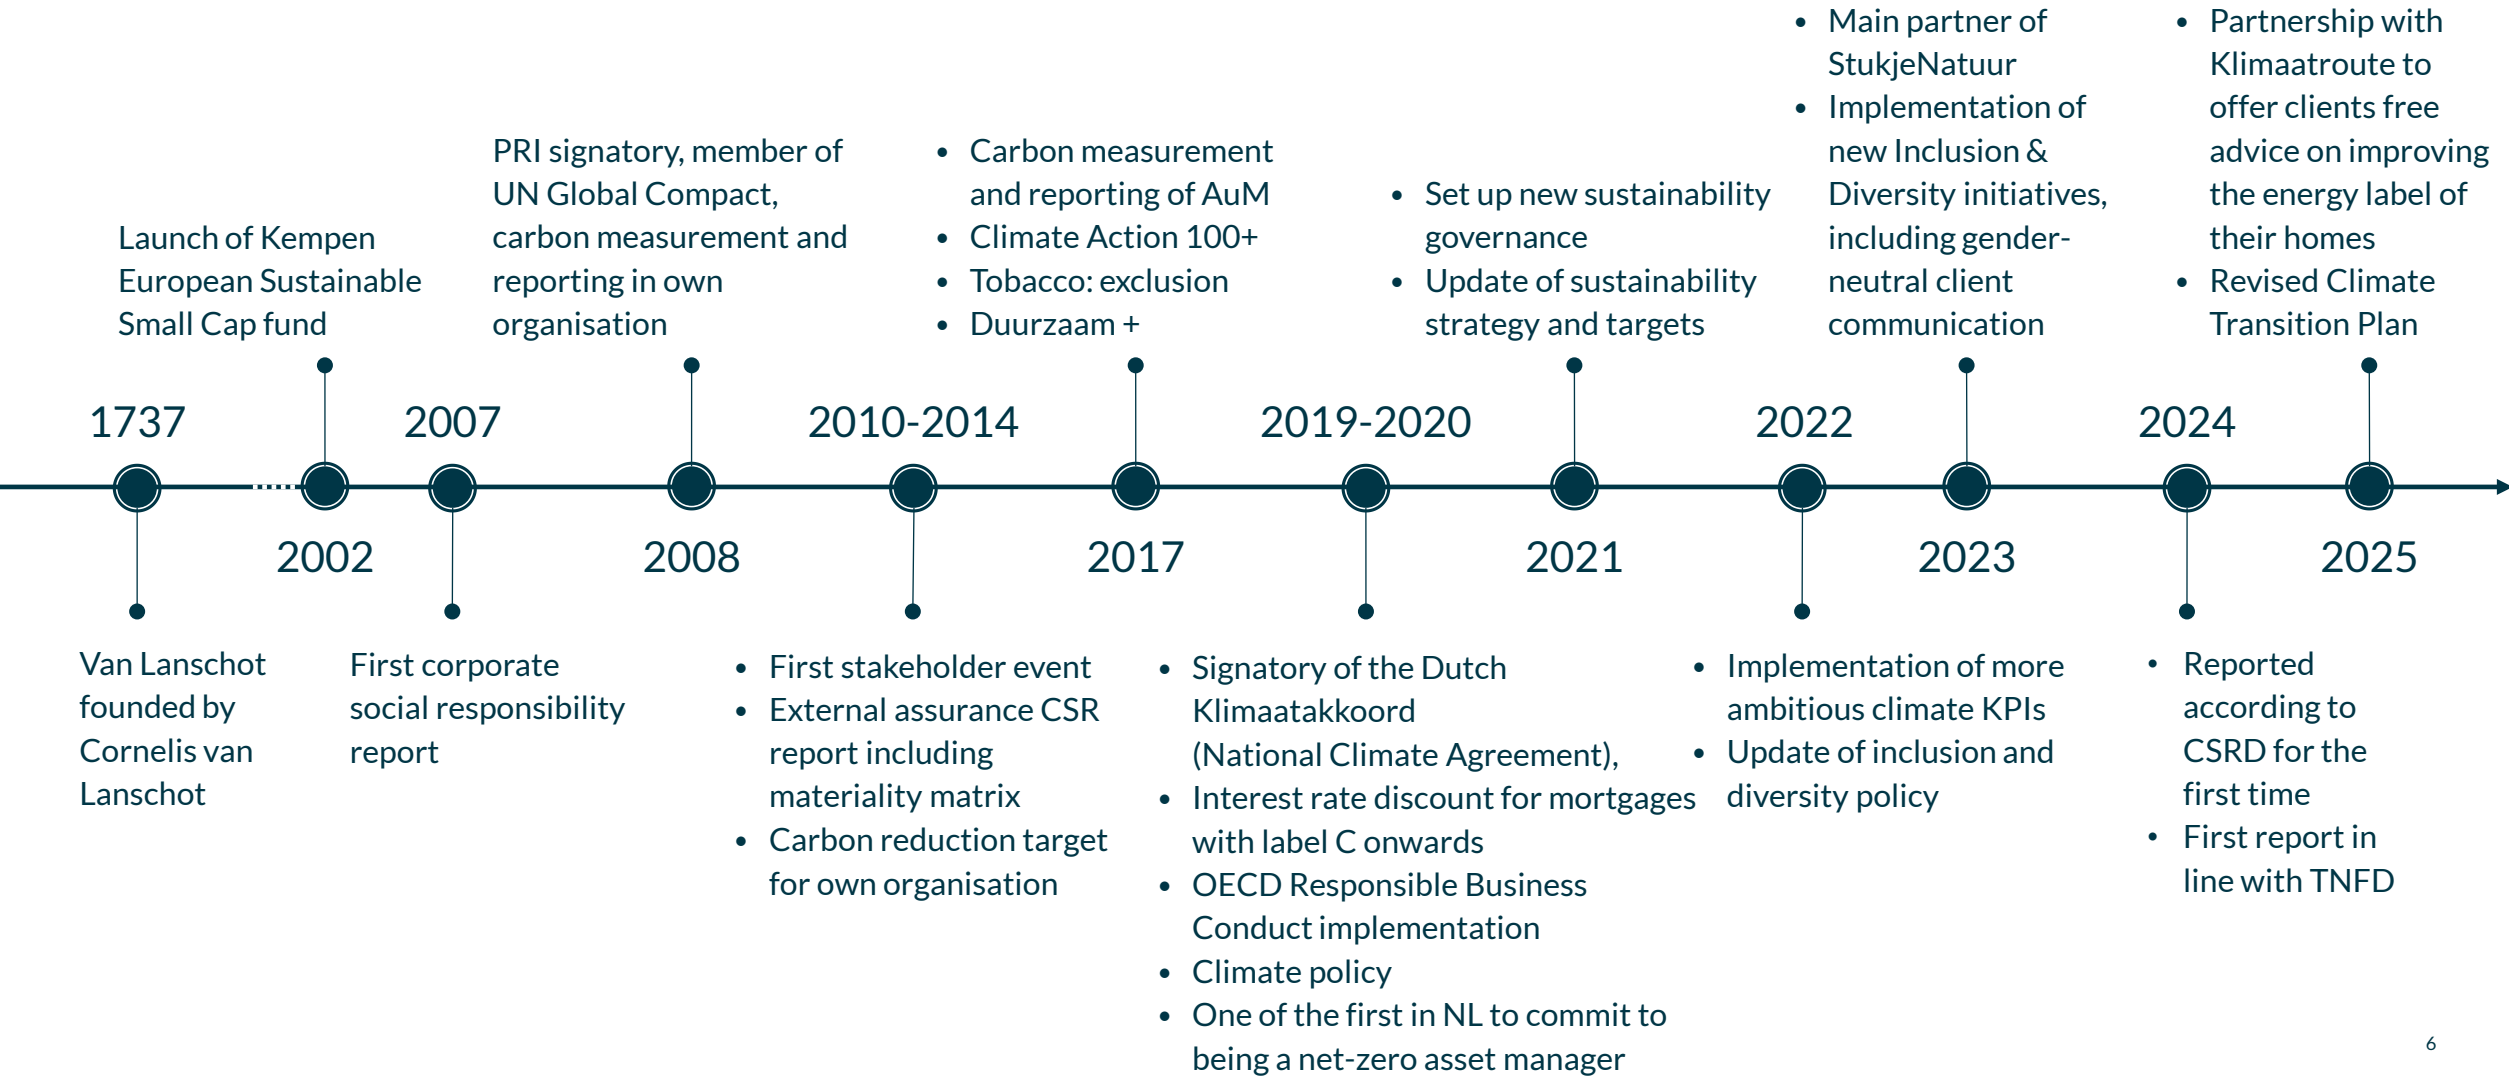 Launch of Kempen
European Sustainable
Small Cap fund
PRI signatory, member of
UN Global Compact,
carbon measurement and
reporting in own
organisation
• Carbon measurement
and reporting of AuM
• Climate Action 100+
• Tobacco: exclusion
• Duurzaam +
• Set up new sustainability
governance
• Update of sustainability
strategy and targets
• Main partner of
StukjeNatuur
• Implementation of
new Inclusion &
Diversity initiatives,
including gender-
neutral client
communication
• Partnership with
Klimaatroute to
offer clients free
advice on improving
the energy label of
their homes
• Revised Climate
Transition Plan
1737
2007
2010-2014
2019-2020
2022
2024
2002
2008
2017
2021
2023
2025
Van Lanschot
founded by
Cornelis van
Lanschot
First corporate
social responsibility
report
• First stakeholder event
• External assurance CSR
report including
materiality matrix
• Carbon reduction target
for own organisation
• Signatory of the Dutch
Klimaatakkoord
(National Climate Agreement),
• Interest rate discount for mortgages
with label C onwards
• OECD Responsible Business
Conduct implementation
• Climate policy
• One of the first in NL to commit to
being a net-zero asset manager
• Implementation of more
ambitious climate KPIs
• Update of inclusion and
diversity policy
• Reported
according to
CSRD for the
first time
• First report in
line with TNFD
6